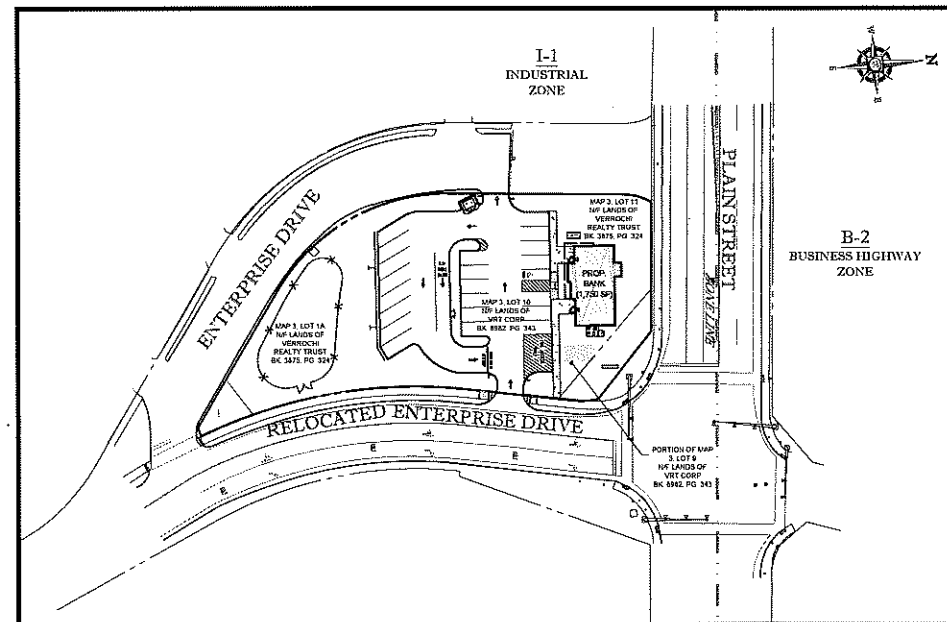 I-1
INDUSTRIAL
ZONE
W
S
N
E
PLAIN STREET
B-2
BUSINESS HIGHWAY
ZONE
ZONE LINE
ENTERPRISE DRIVE
MAP 3, LOT 11
N/F LANDS OF
VERROCHI
REALTY TRUST
BK 3875, PG 324
PROP.
BANK
(1,750 SF)
MAP 3, LOT 10
N/F LANDS OF
VRT CORP
BK 8982, PG 343
MAP 3, LOT 1A
N/F LANDS OF
VERROCHI
REALTY TRUST
BK 3875, PG 324
RELOCATED ENTERPRISE DRIVE
PORTION OF MAP
3, LOT 9
N/F LANDS OF
VRT CORP
BK 8982, PG 343